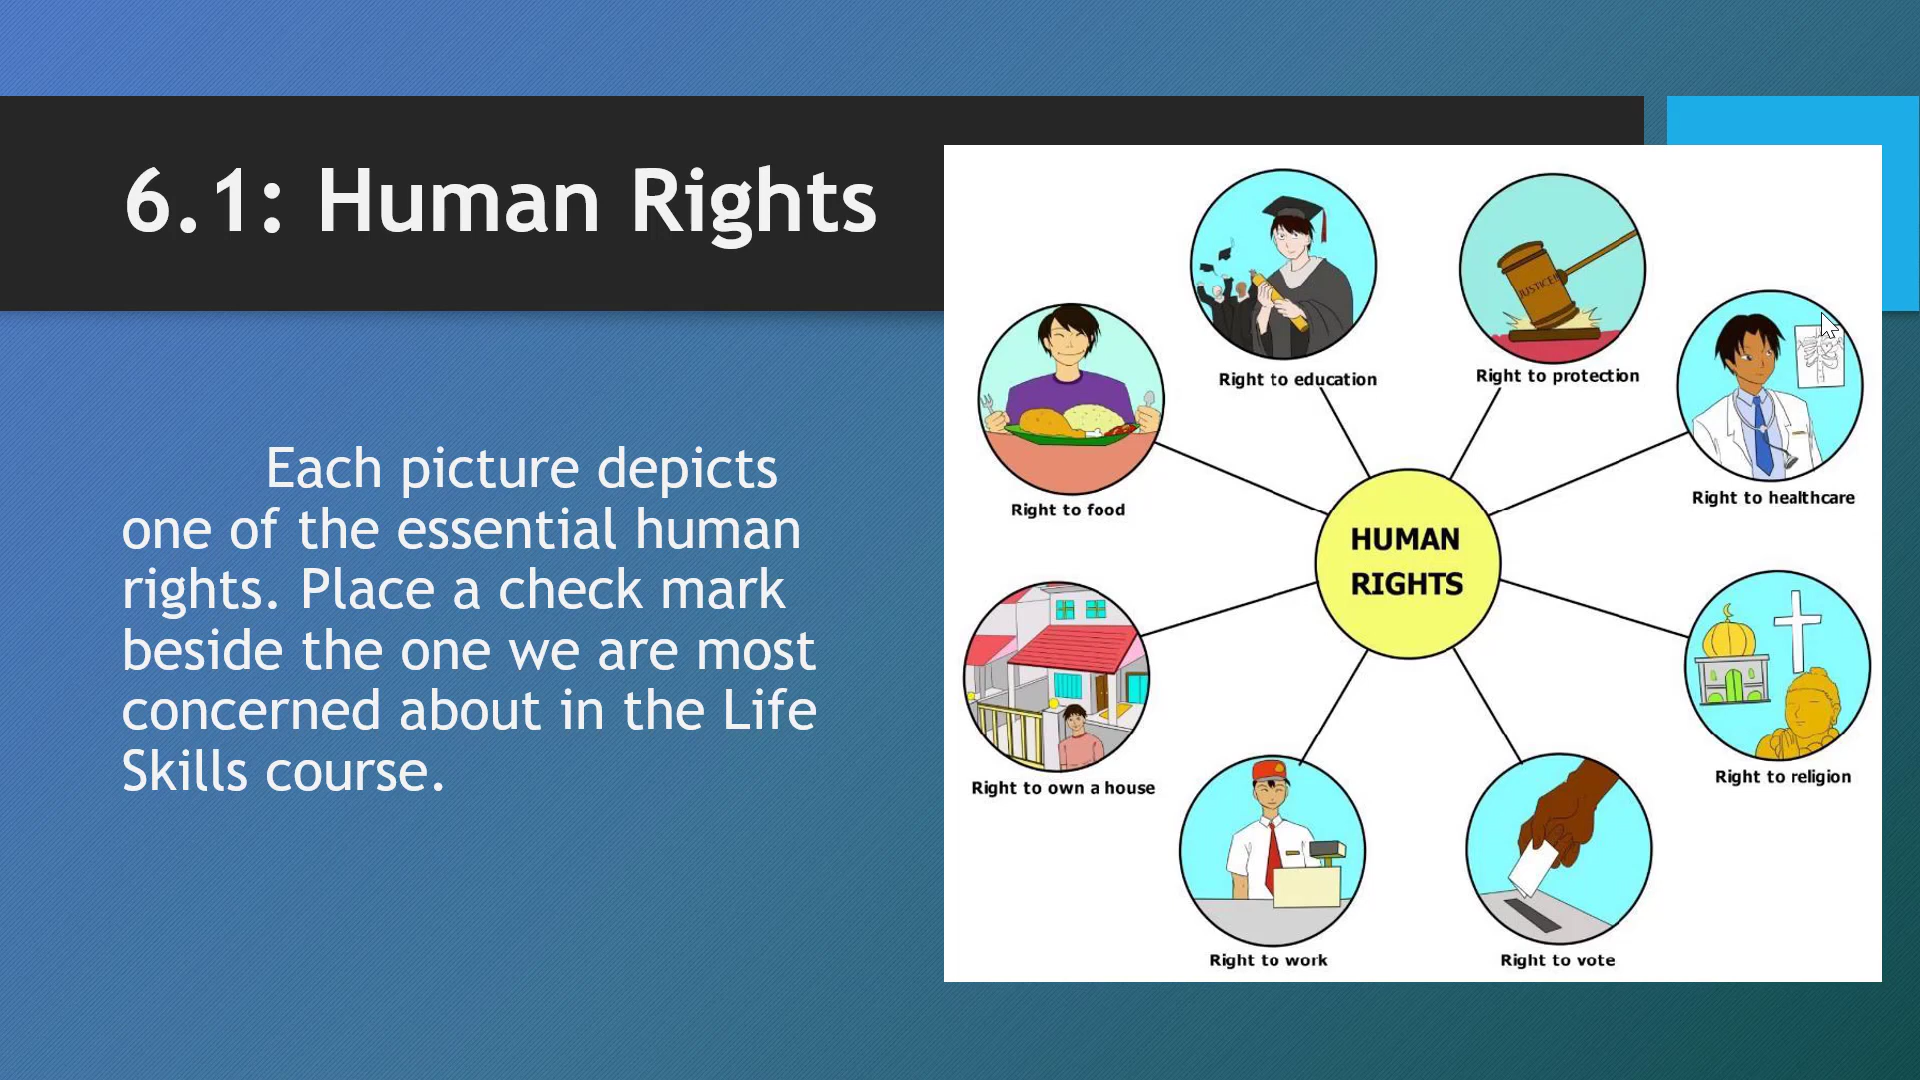 6.1: Human Rights
Each picture depicts
one of the essential human
rights. Place a check mark
beside the one we are most
concerned about in the Life
Skills course.
Right to education
JUSTICE!
Right to protection
Right to food
Right to healthcare
HUMAN
RIGHTS
Right to own a house
Right to religion
Right to work
Right to vote